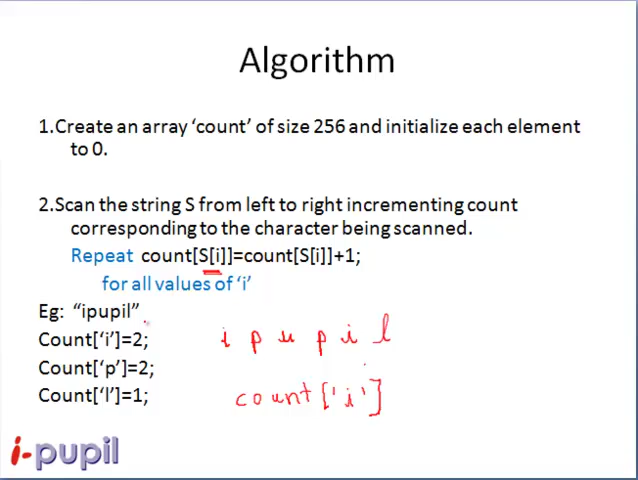 Algorithm
1.Create an array ‘count’ of size 256 and initialize each element
to 0.
2.Scan the string S from left to right incrementing count
corresponding to the character being scanned.
Repeat count[S[i]]=count[S[i]]+1;
for all values of ‘i’
Eg: “ipupil”
Count[‘i’]=2;
i p u p i l
Count[‘p’]=2;
Count[‘l’]=1;
count['i']
i-pupil